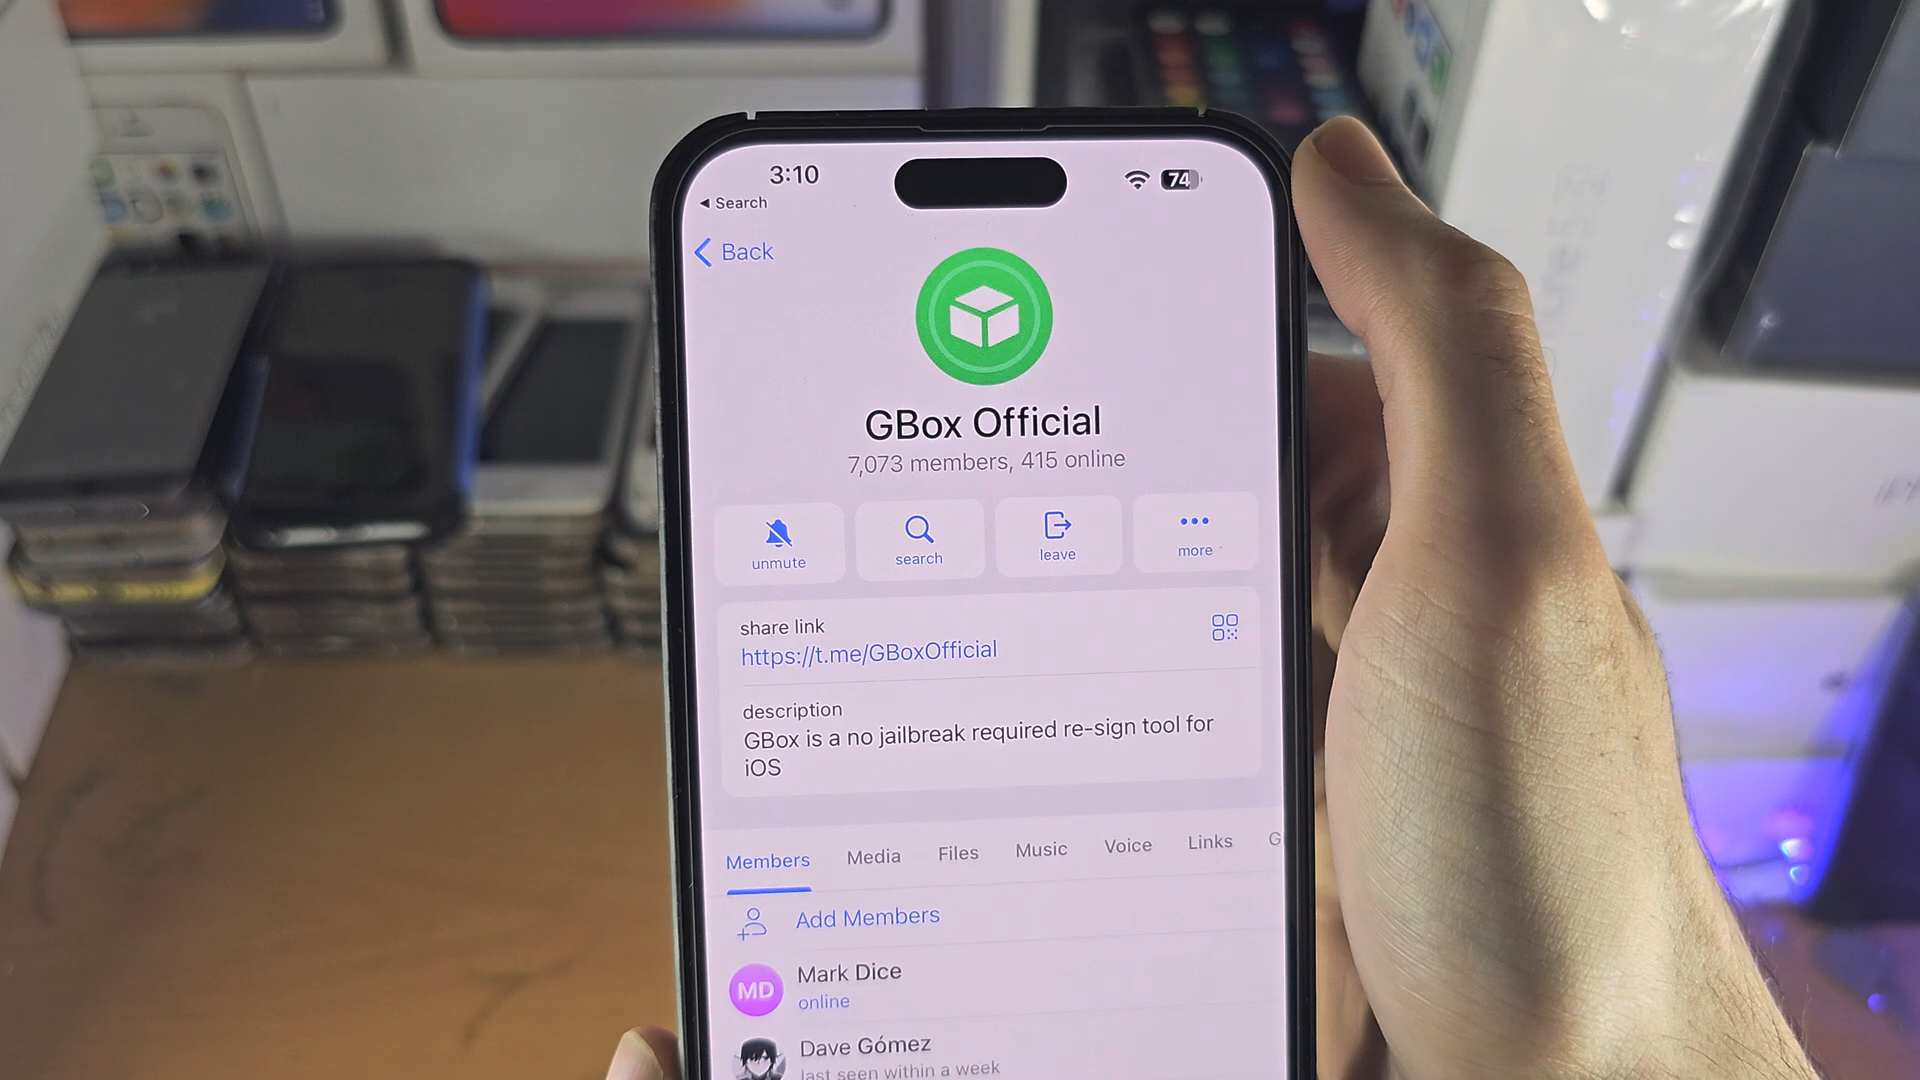 3:10
74
◀ Search
Back
GBox Official
7,073 members, 415 online
unmute
search
leave
more
share link
https://t.me/GBoxOfficial
description
GBox is a no jailbreak required re-sign tool for
iOS
Members Media Files Music Voice Links G
Add Members
MD
Mark Dice
online
Dave Gómez
last seen within a week